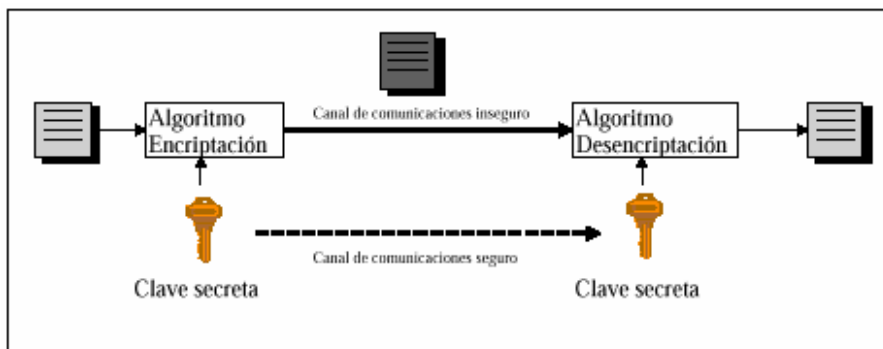 Canal de comunicaciones inseguro
Algoritmo
Encriptación
Algoritmo
Desencriptación
Canal de comunicaciones seguro
Clave secreta
Clave secreta